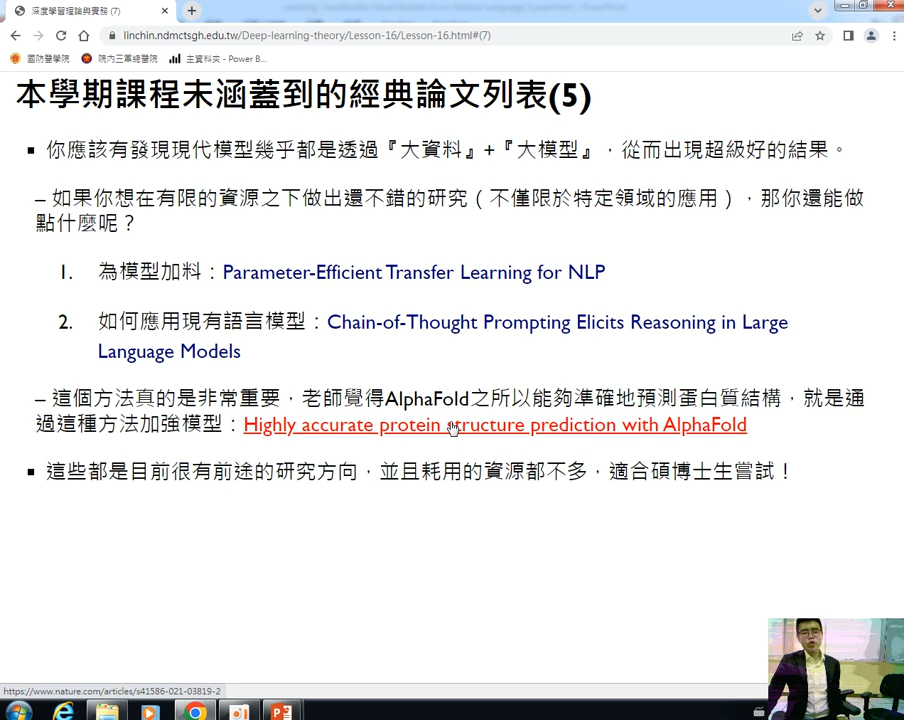 深度學習理論與實務 (7)
linchin.ndmctsgh.edu.tw/Deep-learning-theory/Lesson-16/Lesson-16.html#(7)
國防醫學院 院內三軍總醫院 主資料夾 - Power B...
本學期課程未涵蓋到的經典論文列表(5)
▪ 你應該有發現現代模型幾乎都是透過『大資料』+『大模型』，從而出現超級好的結果。
– 如果你想在有限的資源之下做出還不錯的研究（不僅限於特定領域的應用），那你還能做
點什麼呢？
1. 為模型加料：Parameter-Efficient Transfer Learning for NLP
2. 如何應用現有語言模型：Chain-of-Thought Prompting Elicits Reasoning in Large
Language Models
– 這個方法真的是非常重要，老師覺得AlphaFold之所以能夠準確地預測蛋白質結構，就是通
過這種方法加強模型：Highly accurate protein structure prediction with AlphaFold
▪ 這些都是目前很有前途的研究方向，並且耗用的資源都不多，適合碩博士生嘗試！
https://www.nature.com/articles/s41586-021-03819-2